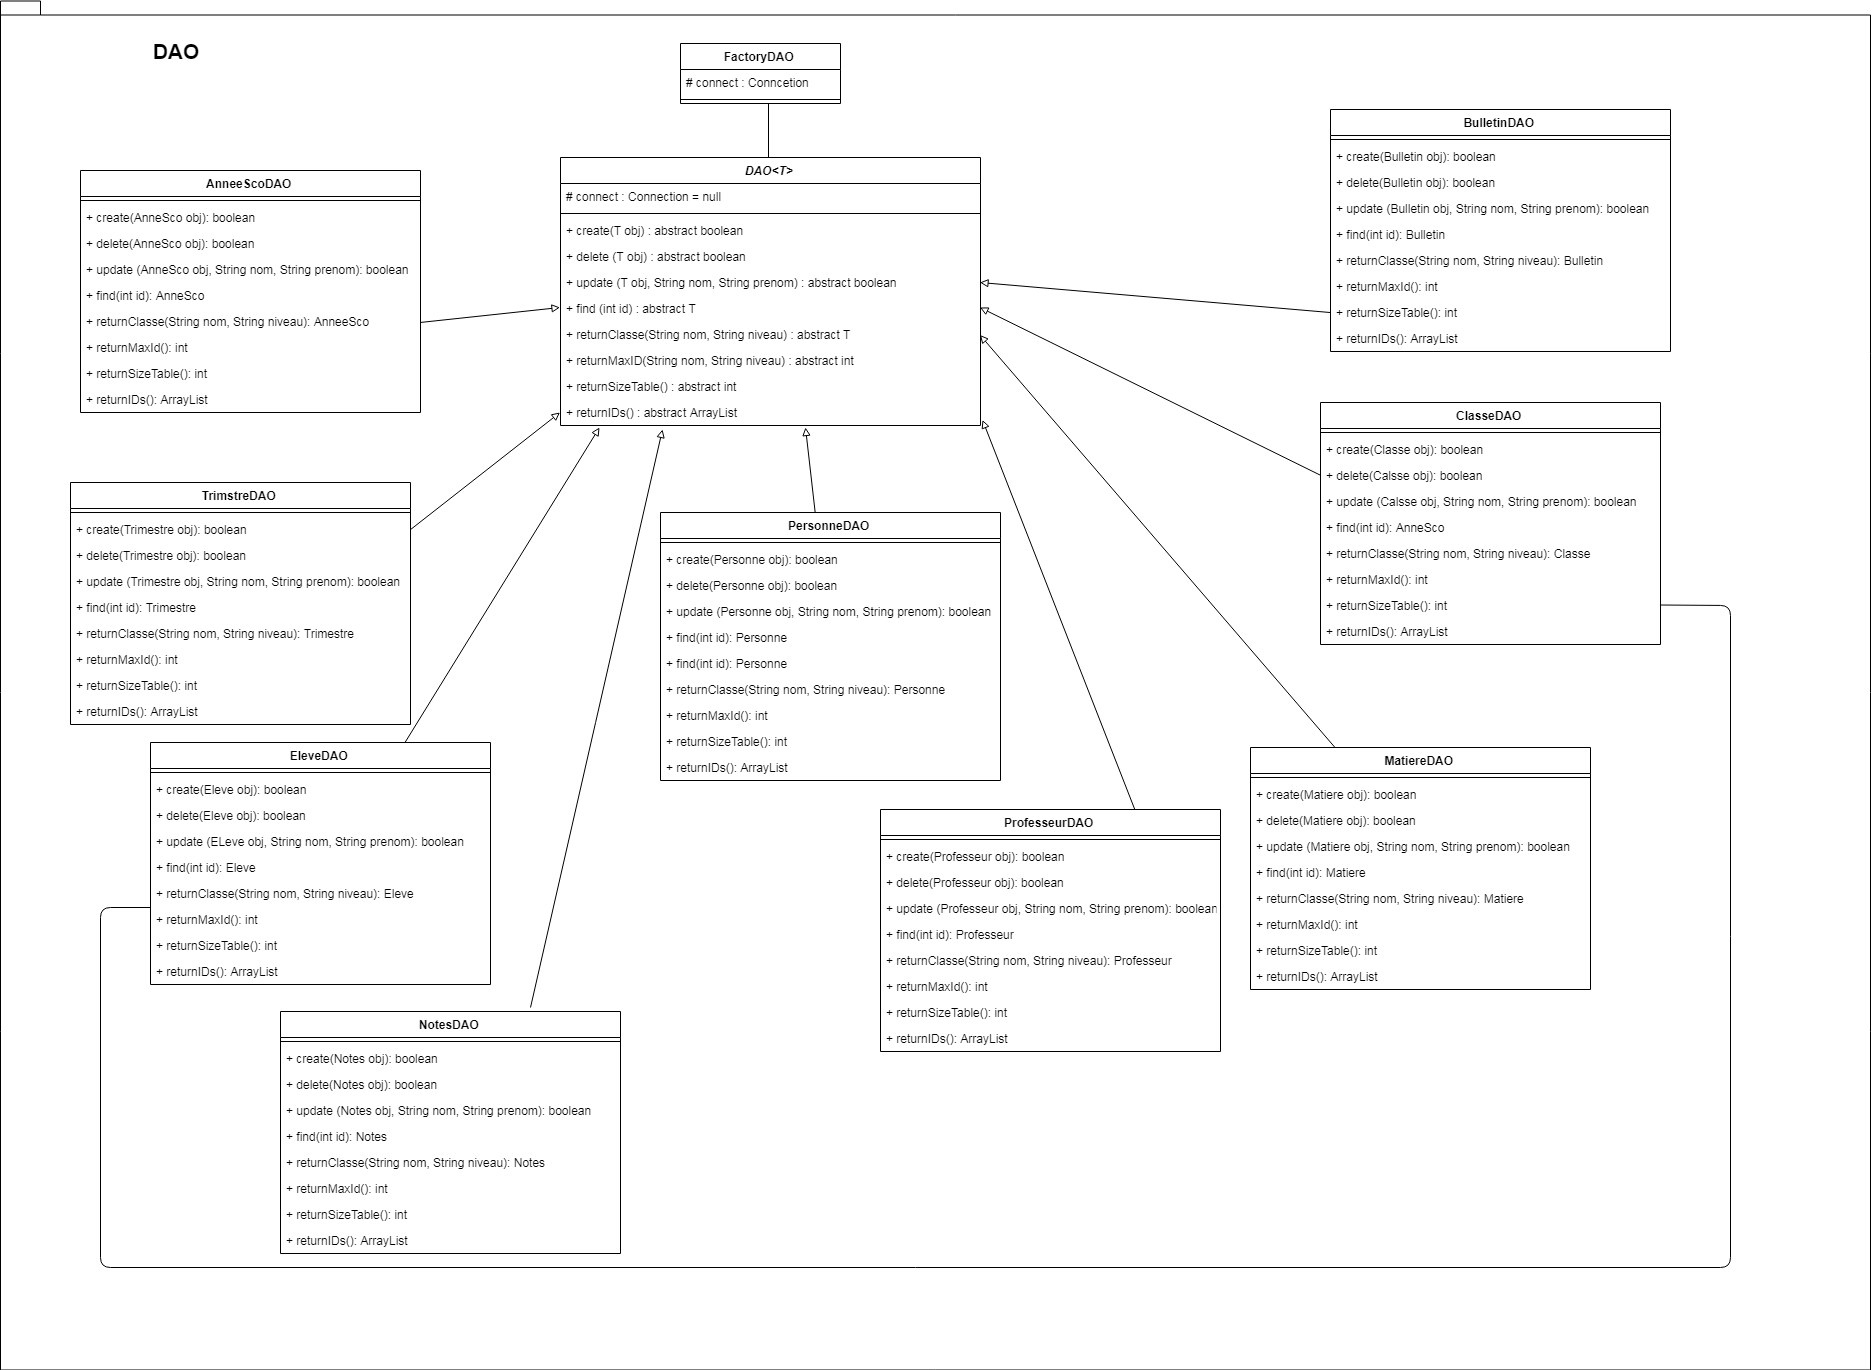 DAO
FactoryDAO
# connect : Conncetion
DAO<T>
# connect : Connection = null
+ create(T obj) : abstract boolean
+ delete (T obj) : abstract boolean
+ update (T obj, String nom, String prenom) : abstract boolean
+ find (int id) : abstract T
+ returnClasse(String nom, String niveau) : abstract T
+ returnMaxID(String nom, String niveau) : abstract int
+ returnSizeTable() : abstract int
+ returnIDs() : abstract ArrayList
BulletinDAO
+ create(Bulletin obj): boolean
+ delete(Bulletin obj): boolean
+ update (Bulletin obj, String nom, String prenom): boolean
+ find(int id): Bulletin
+ returnClasse(String nom, String niveau): Bulletin
+ returnMaxId(): int
+ returnSizeTable(): int
+ returnIDs(): ArrayList
AnneeScoDAO
+ create(AnneSco obj): boolean
+ delete(AnneSco obj): boolean
+ update (AnneSco obj, String nom, String prenom): boolean
+ find(int id): AnneSco
+ returnClasse(String nom, String niveau): AnneeSco
+ returnMaxId(): int
+ returnSizeTable(): int
+ returnIDs(): ArrayList
ClasseDAO
+ create(Classe obj): boolean
+ delete(Calsse obj): boolean
+ update (Calsse obj, String nom, String prenom): boolean
+ find(int id): AnneSco
+ returnClasse(String nom, String niveau): Classe
+ returnMaxId(): int
+ returnSizeTable(): int
+ returnIDs(): ArrayList
TrimstreDAO
+ create(Trimestre obj): boolean
+ delete(Trimestre obj): boolean
+ update (Trimestre obj, String nom, String prenom): boolean
+ find(int id): Trimestre
+ returnClasse(String nom, String niveau): Trimestre
+ returnMaxId(): int
+ returnSizeTable(): int
+ returnIDs(): ArrayList
PersonneDAO
+ create(Personne obj): boolean
+ delete(Personne obj): boolean
+ update (Personne obj, String nom, String prenom): boolean
+ find(int id): Personne
+ find(int id): Personne
+ returnClasse(String nom, String niveau): Personne
+ returnMaxId(): int
+ returnSizeTable(): int
+ returnIDs(): ArrayList
EleveDAO
+ create(Eleve obj): boolean
+ delete(Eleve obj): boolean
+ update (ELeve obj, String nom, String prenom): boolean
+ find(int id): Eleve
+ returnClasse(String nom, String niveau): Eleve
+ returnMaxId(): int
+ returnSizeTable(): int
+ returnIDs(): ArrayList
MatiereDAO
+ create(Matiere obj): boolean
+ delete(Matiere obj): boolean
+ update (Matiere obj, String nom, String prenom): boolean
+ find(int id): Matiere
+ returnClasse(String nom, String niveau): Matiere
+ returnMaxId(): int
+ returnSizeTable(): int
+ returnIDs(): ArrayList
ProfesseurDAO
+ create(Professeur obj): boolean
+ delete(Professeur obj): boolean
+ update (Professeur obj, String nom, String prenom): boolean
+ find(int id): Professeur
+ returnClasse(String nom, String niveau): Professeur
+ returnMaxId(): int
+ returnSizeTable(): int
+ returnIDs(): ArrayList
NotesDAO
+ create(Notes obj): boolean
+ delete(Notes obj): boolean
+ update (Notes obj, String nom, String prenom): boolean
+ find(int id): Notes
+ returnClasse(String nom, String niveau): Notes
+ returnMaxId(): int
+ returnSizeTable(): int
+ returnIDs(): ArrayList